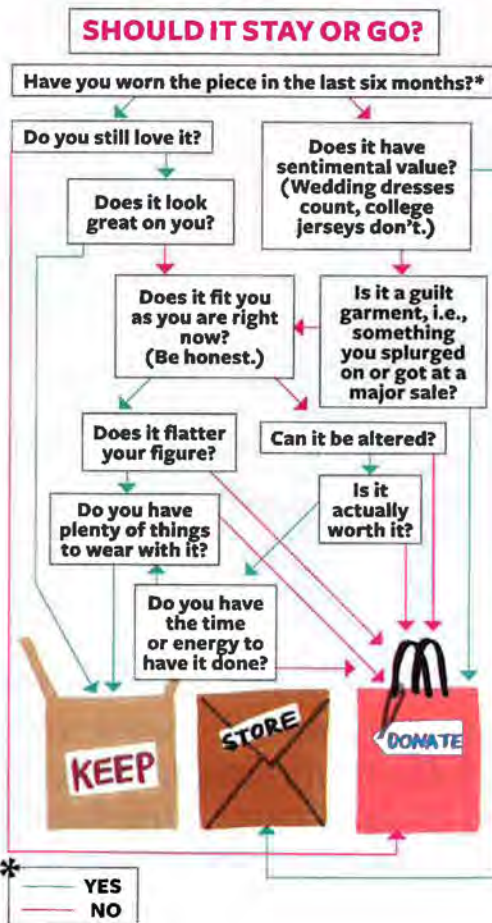 SHOULD IT STAY OR GO?
Have you worn the piece in the last six months?*
Do you still love it?
Does it have
sentimental value?
(Wedding dresses
count, college
jerseys don't.)
Does it look
great on you?
Does it fit you
as you are right
now?
(Be honest.)
Is it a guilt
garment, i.e.,
something
you splurged
on or got at a
major sale?
Does it flatter
your figure?
Can it be altered?
Do you have
plenty of things
to wear with it?
Is it
actually
worth it?
Do you have
the time
or energy to
have it done?
KEEP
STORE
DONATE
*
YES
NO